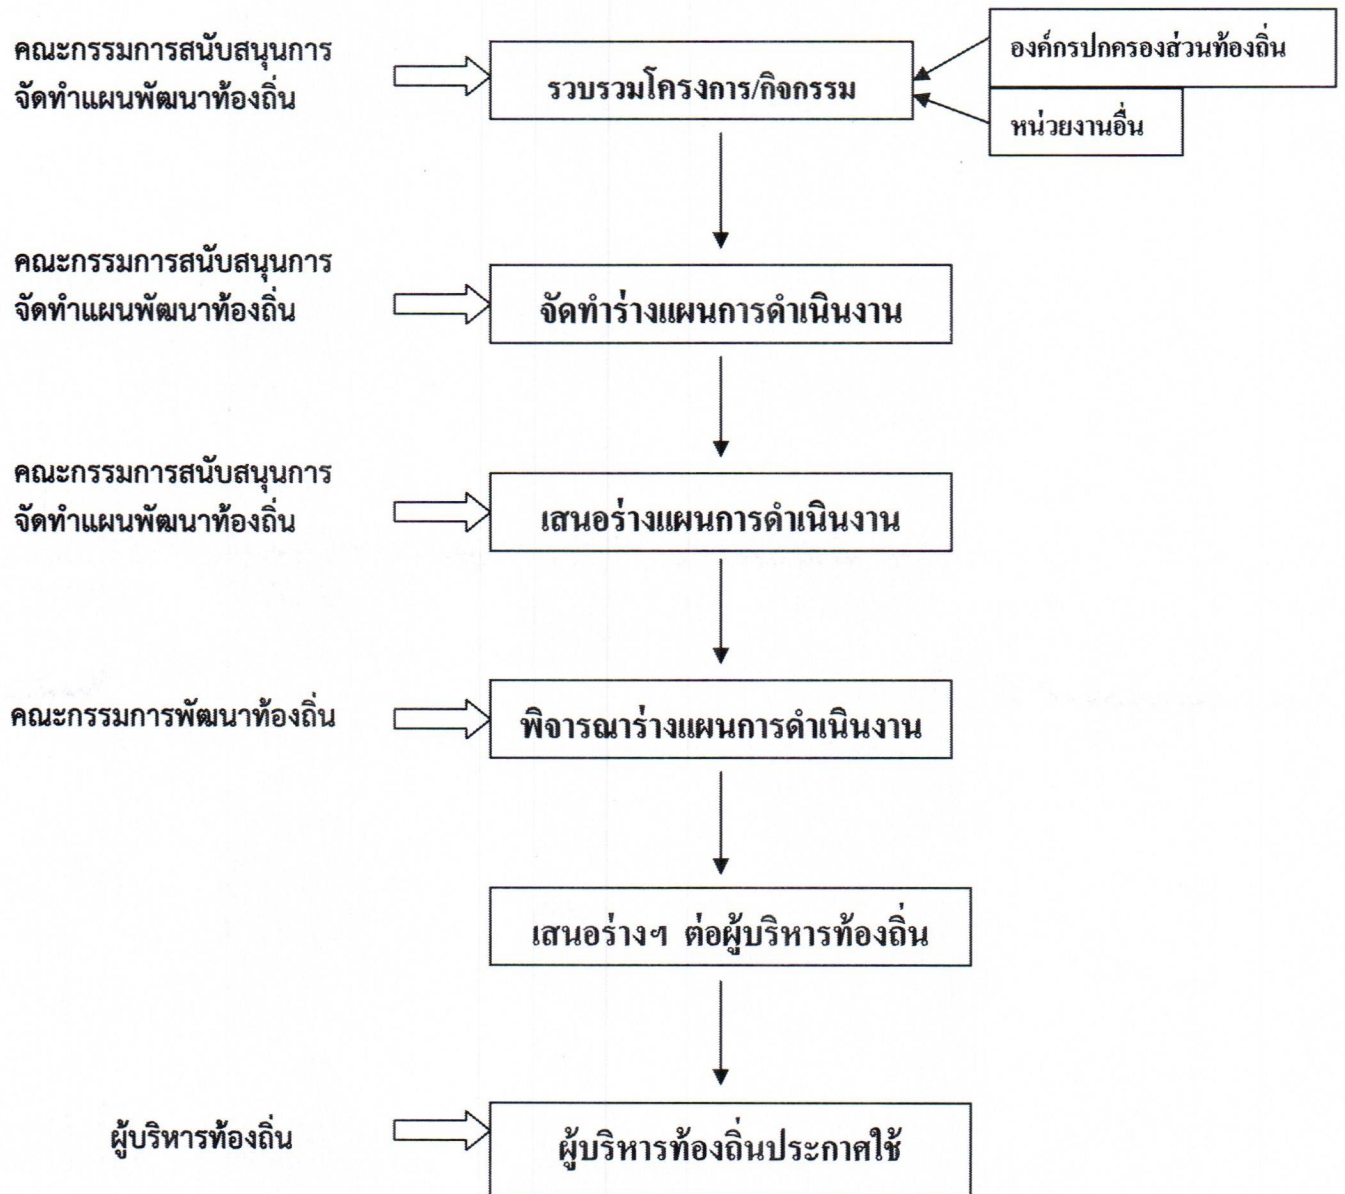 คณะกรรมการสนับสนุนการ
จัดทำแผนพัฒนาท้องถิ่น
รวบรวมโครงการ/กิจกรรม
องค์กรปกครองส่วนท้องถิ่น
หน่วยงานอื่น
คณะกรรมการสนับสนุนการ
จัดทำแผนพัฒนาท้องถิ่น
จัดทำร่างแผนการดำเนินงาน
คณะกรรมการสนับสนุนการ
จัดทำแผนพัฒนาท้องถิ่น
เสนอร่างแผนการดำเนินงาน
คณะกรรมการพัฒนาท้องถิ่น
พิจารณาร่างแผนการดำเนินงาน
เสนอร่างฯ ต่อผู้บริหารท้องถิ่น
ผู้บริหารท้องถิ่น
ผู้บริหารท้องถิ่นประกาศใช้